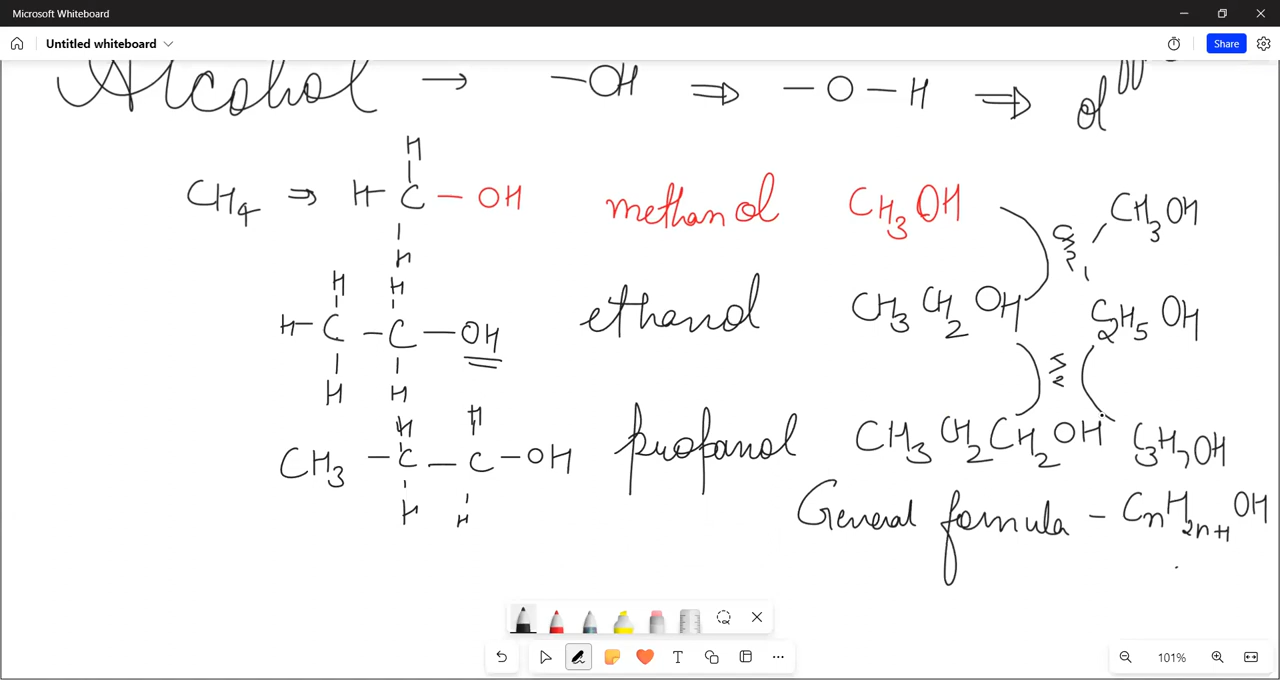 Microsoft Whiteboard
Untitled whiteboard
Share
Alcohol → —OH ⇒ —O—H ⇒ ol
H
CH4 ⇒ H—C—OH methanol CH3OH CH3OH
H
H H
H—C—C—OH ethanol CH3CH2OH C2H5OH
H H
H H
CH3—C—C—OH propanol CH3CH2CH2OH C3H7OH
H H
General formula - CnH2n+1OH
101%